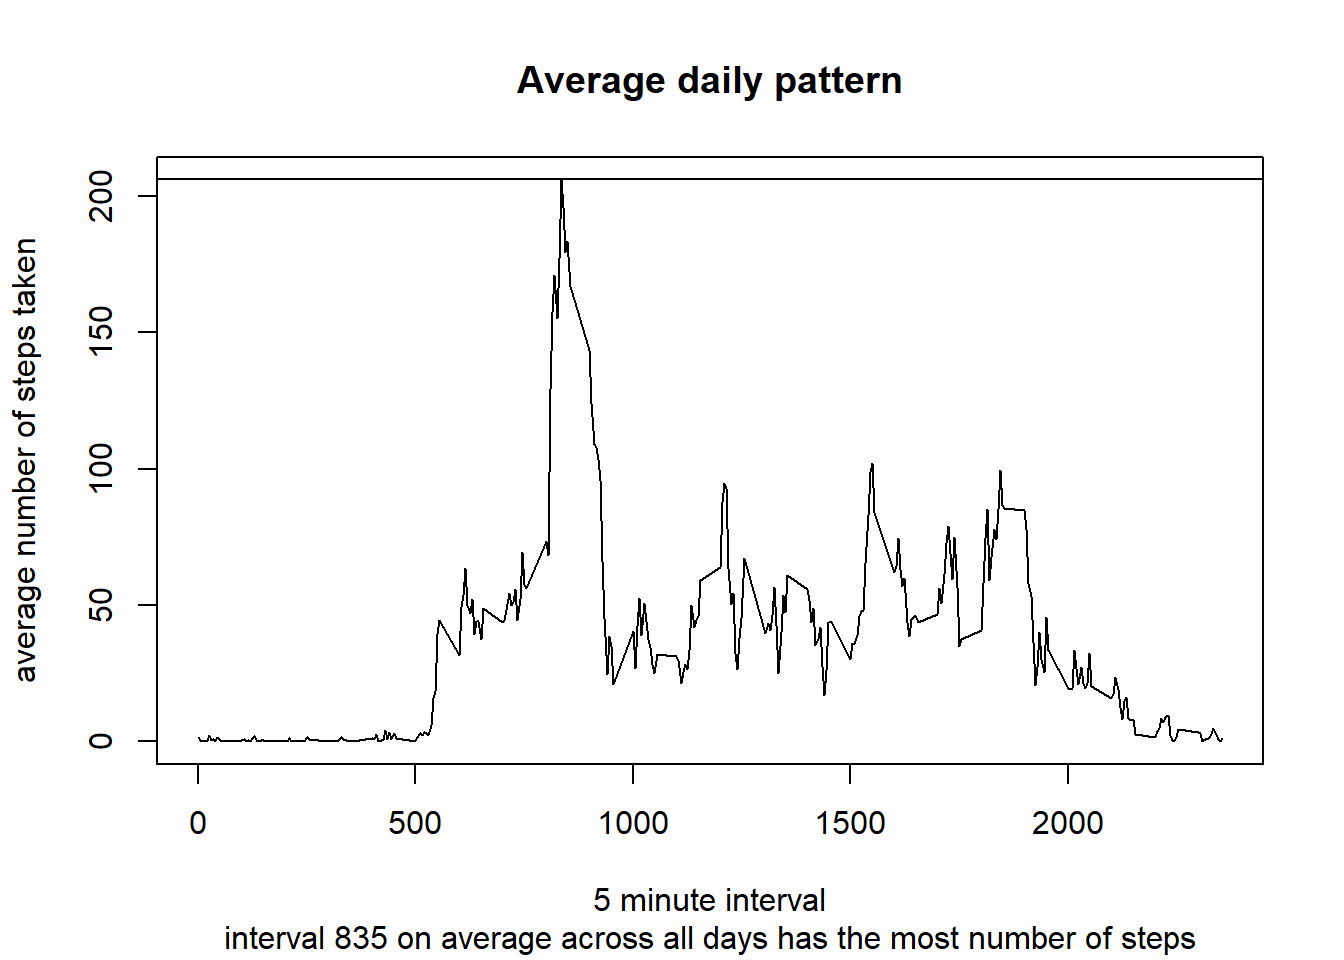 Average daily pattern
average number of steps taken
200
150
100
50
0
0 500 1000 1500 2000
5 minute interval
interval 835 on average across all days has the most number of steps